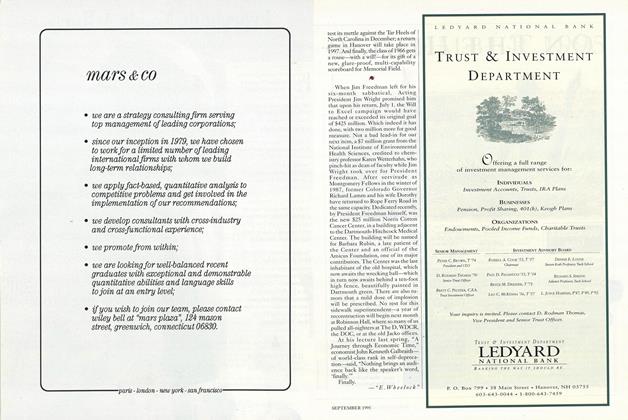 mars & co
• we are a strategy consulting firm serving
top management of leading corporations;
• since our inception in 1979, we have chosen
to work for a limited number of leading
international firms with whom we build
long-term relationships;
• we apply fact-based, quantitative analysis to
competitive problems and get involved in the
implementation of our recommendations;
• we develop consultants with cross-industry
and cross-functional experience;
• we promote from within;
• we are looking for well-balanced recent
graduates with exceptional and demonstrable
quantitative abilities and language skills
to join at an entry level;
• if you wish to join our team, please contact
wiley bell at "mars plaza", 124 mason
street, greenwich, connecticut 06830.
paris - london - new york - san francisco
test its mettle against the Tar Heels of
North Carolina in December; a return
game in Hanover will take place in
1997. And finally, the class of 1966 gets
a rouse—with a will!—for its gift of a
new, glare-proof, multi-capability
scoreboard for Memorial Field.
When Jim Freedman left for his
six-month sabbatical, Acting
President Jim Wright promised him
that upon his return, July 1, the Will
to Excel campaign would have
reached or exceeded its original goal
of $425 million. Which indeed it has
done, with two million more for good
measure. Not a bad lead-in for our
next item, a $7 million grant from the
National Institute of Environmental
Health Sciences, credited to chem-
istry professor Karen Wetterhahn, who
pinch-hit as dean of faculty while Jim
Wright took over for President
Freedman. After servitude as
Montgomery Fellows in the winter of
1987, former Colorado Governor
Richard Lamm and his wife Dorothy
have returned to Rope Ferry Road in
the same capacity. Dedicated recently,
by President Freedman himself, was
the new $25 million Norris Cotton
Cancer Center, in a building adjacent
to the Dartmouth-Hitchcock Medical
Center. The building will be named
for Barbara Rubin, a late patient of
the Center and an official of the
Amicus Foundation, one of its major
contributors. The Center was the last
inhabitant of the old hospital, which
now awaits the wrecking ball—which
in turn now awaits behind a ten-foot
high fence, beautifully painted in
Dartmouth green. There are also ru-
mors that a mild dose of implosion
will be prescribed. No rest for this
sidewalk superintendent—a year of
reconstruction will begin next month
at Robinson Hall, where so many of us
pulled all-nighters at The D, WDCR,
the DOC, or at the old Jacko offices.
At his lecture last spring, "A
Journey through Economic Time,"
economist John Kenneth Galbraith—
of world-class rank in self-depreca-
tion—said, "Nothing brings an audi-
ence back like the speaker's word,
'finally.'"
Finally.
—"E. Wheelock"
SEPTEMBER 1995
LEDYARD NATIONAL BANK
TRUST & INVESTMENT
DEPARTMENT
Offering a full range
of investment management services for:
INDIVIDUALS
Investment Accounts, Trusts, IRA Plans
BUSINESSES
Pension, Profit Sharing, 401(k), Keogh Plans
ORGANIZATIONS
Endowments, Pooled Income Funds, Charitable Trusts
SENIOR MANAGEMENT
INVESTMENT ADVISORY BOARD
Your inquiry is invited. Please contact D. Rodman Thomas,
Vice President and Senior Trust Officer.
TRUST & INVESTMENT DEPARTMENT
LEDYARD
NATIONAL BANK
BANKING THE WAY IT SHOULD BE
P. O. Box 799 • 38 Main Street • Hanover, NH 03755
603-643-0044 • 1-800-643-7459